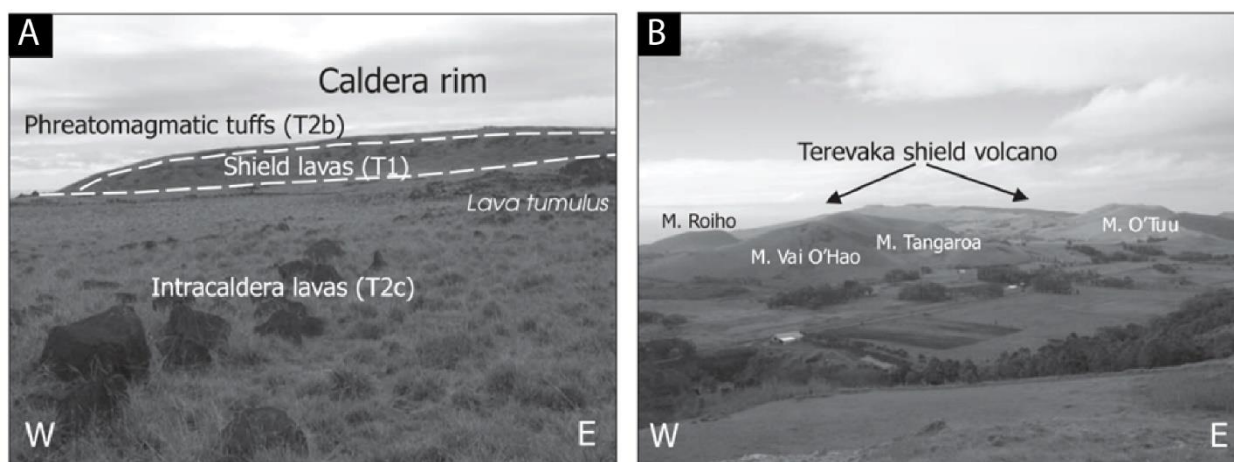 A
Caldera rim
Phreatomagmatic tuffs (T2b)
Shield lavas (T1)
Lava tumulus
Intracaldera lavas (T2c)
W
E
B
Terevaka shield volcano
M. Roiho
M. O'Tuu
M. Tangaroa
M. Vai O'Hao
W
E